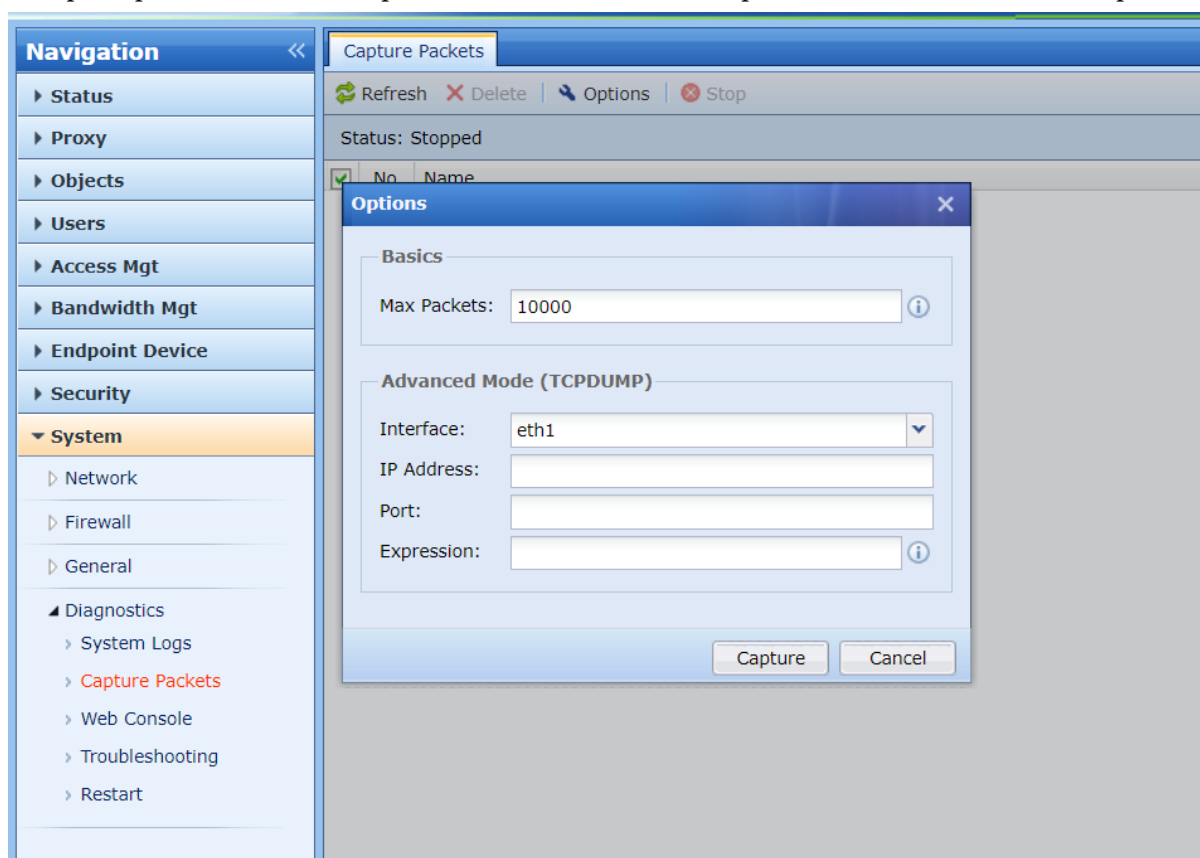 Navigation
Status
Proxy
Objects
Users
Access Mgt
Bandwidth Mgt
Endpoint Device
Security
System
Network
Firewall
General
Diagnostics
System Logs
Capture Packets
Web Console
Troubleshooting
Restart
Capture Packets
Refresh Delete Options Stop
Status: Stopped
No. Name
Options
Basics
Max Packets: 10000
Advanced Mode (TCPDUMP)
Interface: eth1
IP Address:
Port:
Expression:
Capture Cancel